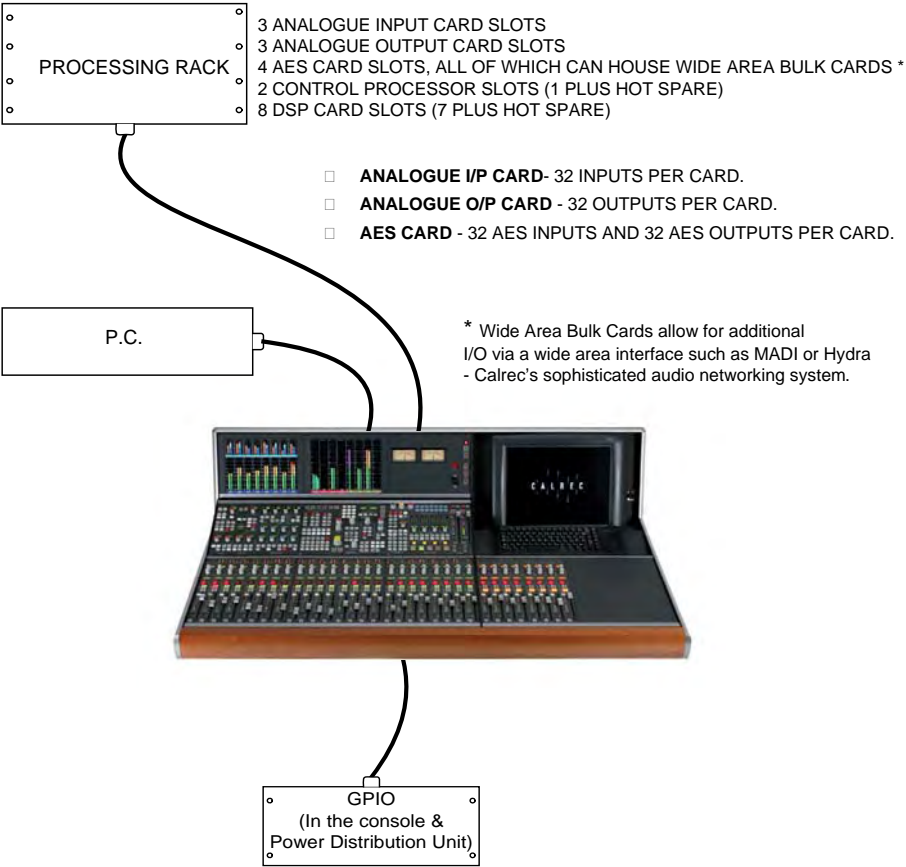 3 ANALOGUE INPUT CARD SLOTS
3 ANALOGUE OUTPUT CARD SLOTS
PROCESSING RACK
4 AES CARD SLOTS, ALL OF WHICH CAN HOUSE WIDE AREA BULK CARDS *
2 CONTROL PROCESSOR SLOTS (1 PLUS HOT SPARE)
8 DSP CARD SLOTS (7 PLUS HOT SPARE)
ANALOGUE I/P CARD- 32 INPUTS PER CARD.
ANALOGUE O/P CARD - 32 OUTPUTS PER CARD.
AES CARD - 32 AES INPUTS AND 32 AES OUTPUTS PER CARD.
P.C.
* Wide Area Bulk Cards allow for additional
I/O via a wide area interface such as MADI or Hydra
- Calrec's sophisticated audio networking system.
CALREC
GPIO
(In the console &
Power Distribution Unit)